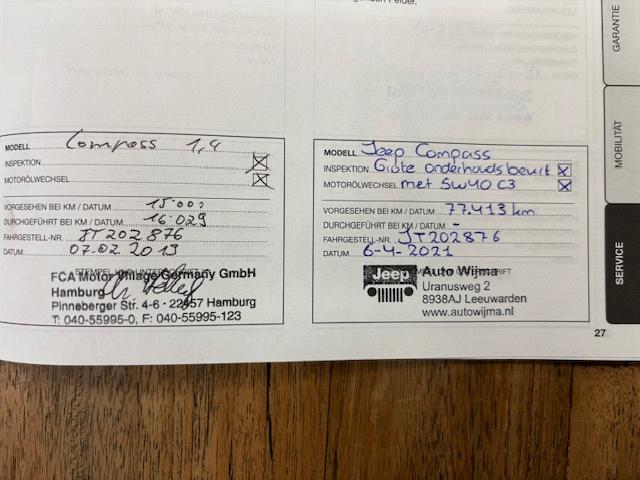 GARANTIE
MOBILITÄT
SERVICE
MODELL Compass 1,4
INSPEKTION
MOTORÖLWECHSEL
VORGESEHEN BEI KM / DATUM 15.000
DURCHGEFÜHRT BEI KM / DATUM 16.029
FAHRGESTELL-NR. JT202876
DATUM 07.02.2019
FCA Motor Village Germany GmbH
Hamburg
Pinneberger Str. 4-6 · 22457 Hamburg
T: 040-55995-0, F: 040-55995-123
MODELL Jeep Compass
INSPEKTION Grote onderhoudsbeurt
MOTORÖLWECHSEL met 5W40 C3
VORGESEHEN BEI KM / DATUM 77.413 km
DURCHGEFÜHRT BEI KM / DATUM -
FAHRGESTELL-NR. JT202876
DATUM 6-4-2021
Jeep Auto Wijma
Uranusweg 2
8938AJ Leeuwarden
www.autowijma.nl
27